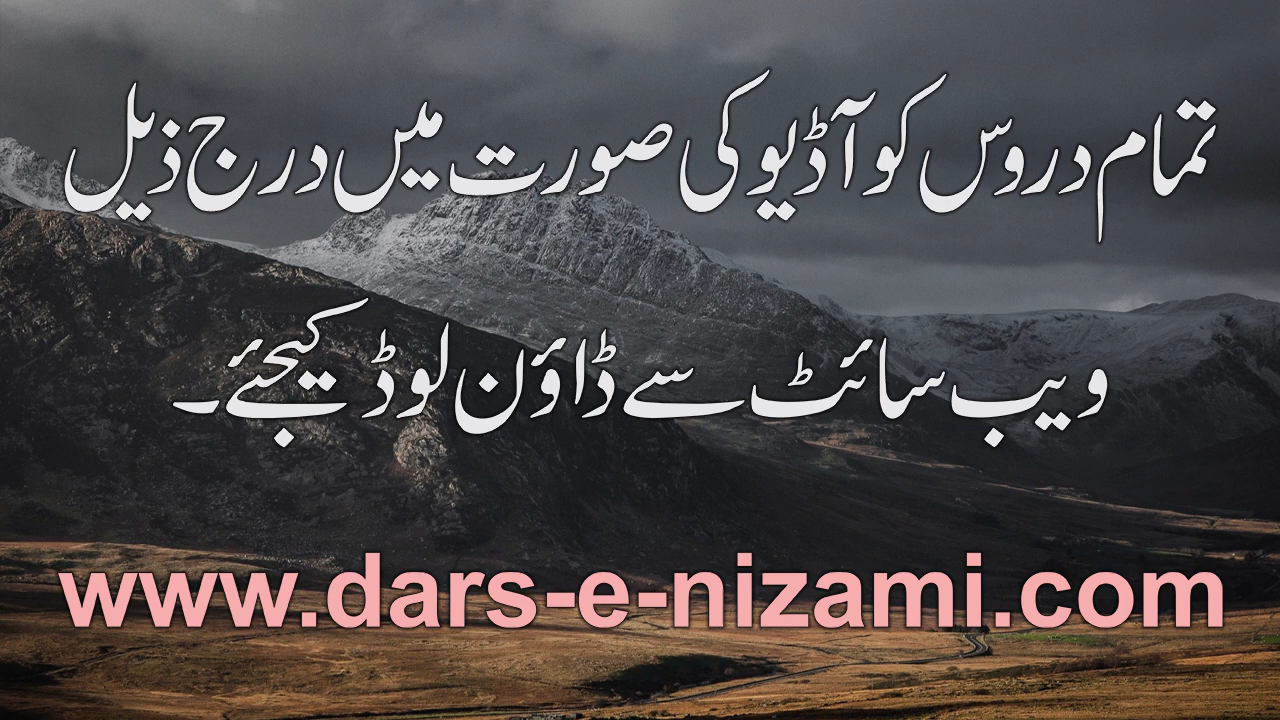 تمام دروس کو آڈیو کی صورت میں درج ذیل
ویب سائٹ سے ڈاؤن لوڈ کیجئے۔
www.dars-e-nizami.com